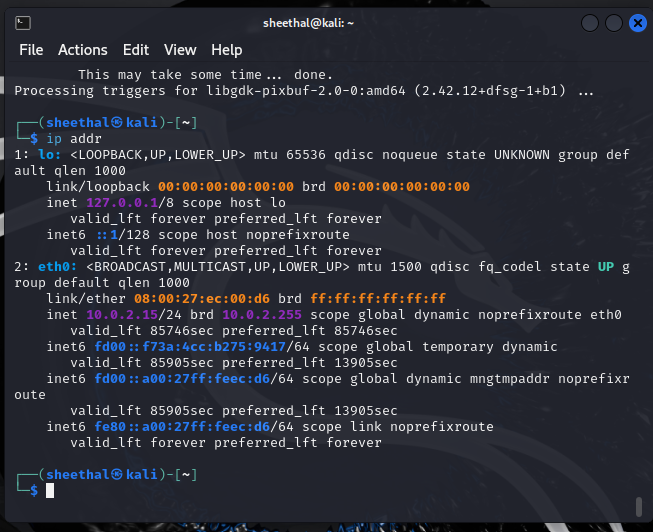 sheethal@kali: ~
File Actions Edit View Help
This may take some time... done.
Processing triggers for libgdk-pixbuf-2.0-0:amd64 (2.42.12+dfsg-1+b1) ...
┌──(sheethal㉿kali)-[~]
└─$ ip addr
1: lo: <LOOPBACK,UP,LOWER_UP> mtu 65536 qdisc noqueue state UNKNOWN group def
ault qlen 1000
link/loopback 00:00:00:00:00:00 brd 00:00:00:00:00:00
inet 127.0.0.1/8 scope host lo
valid_lft forever preferred_lft forever
inet6 ::1/128 scope host noprefixroute
valid_lft forever preferred_lft forever
2: eth0: <BROADCAST,MULTICAST,UP,LOWER_UP> mtu 1500 qdisc fq_codel state UP g
roup default qlen 1000
link/ether 08:00:27:ec:00:d6 brd ff:ff:ff:ff:ff:ff
inet 10.0.2.15/24 brd 10.0.2.255 scope global dynamic noprefixroute eth0
valid_lft 85746sec preferred_lft 85746sec
inet6 fd00::f73a:4cc:b275:9417/64 scope global temporary dynamic
valid_lft 85905sec preferred_lft 13905sec
inet6 fd00::a00:27ff:feec:d6/64 scope global dynamic mngtmpaddr noprefixr
oute
valid_lft 85905sec preferred_lft 13905sec
inet6 fe80::a00:27ff:feec:d6/64 scope link noprefixroute
valid_lft forever preferred_lft forever
┌──(sheethal㉿kali)-[~]
└─$